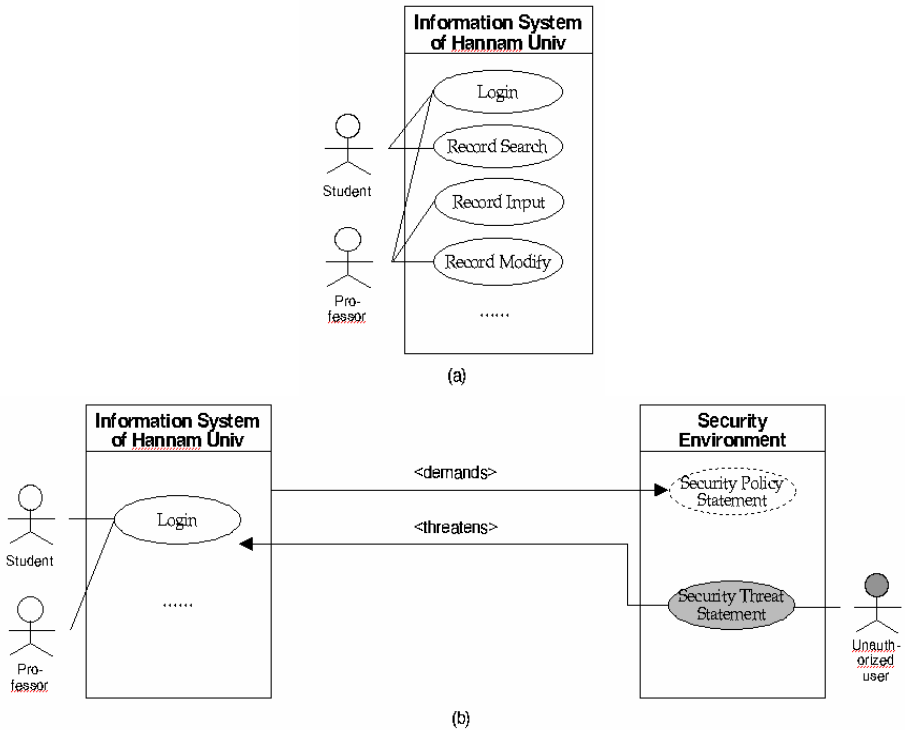 Information System
of Hannam Univ
Login
Record Search
Student
Record Input
Record Modify
Pro-
fessor
......
(a)
Information System
of Hannam Univ
Security
Environment
<demands>
Security Policy
Statement
Login
<threatens>
Student
......
Security Threat
Statement
Pro-
fessor
Unauth-
orized
user
(b)